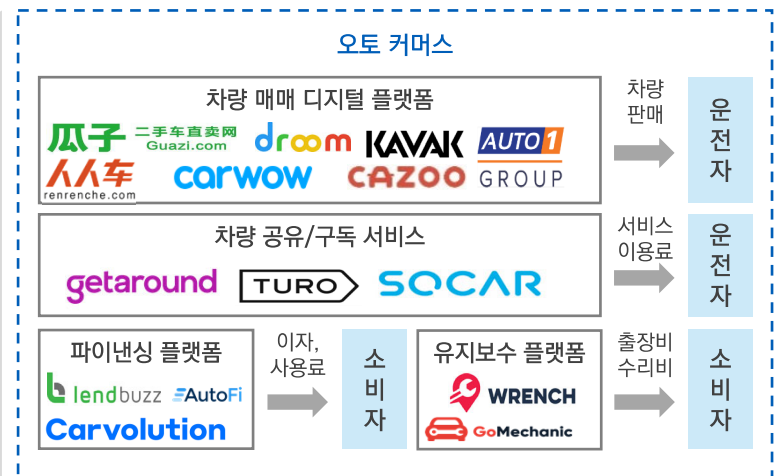 오토 커머스
차량 매매 디지털 플랫폼
瓜子 二手车直卖网
Guazi.com
droom
KAVAK
AUTO1
GROUP
人人车
renrenche.com
carwow
CAZOO
차량
판매
운전자
차량 공유/구독 서비스
getaround
TURO
SOCAR
서비스
이용료
운전자
파이낸싱 플랫폼
lendbuzz
AutoFi
Carvolution
이자,
사용료
소비자
유지보수 플랫폼
WRENCH
GoMechanic
출장비
수리비
소비자